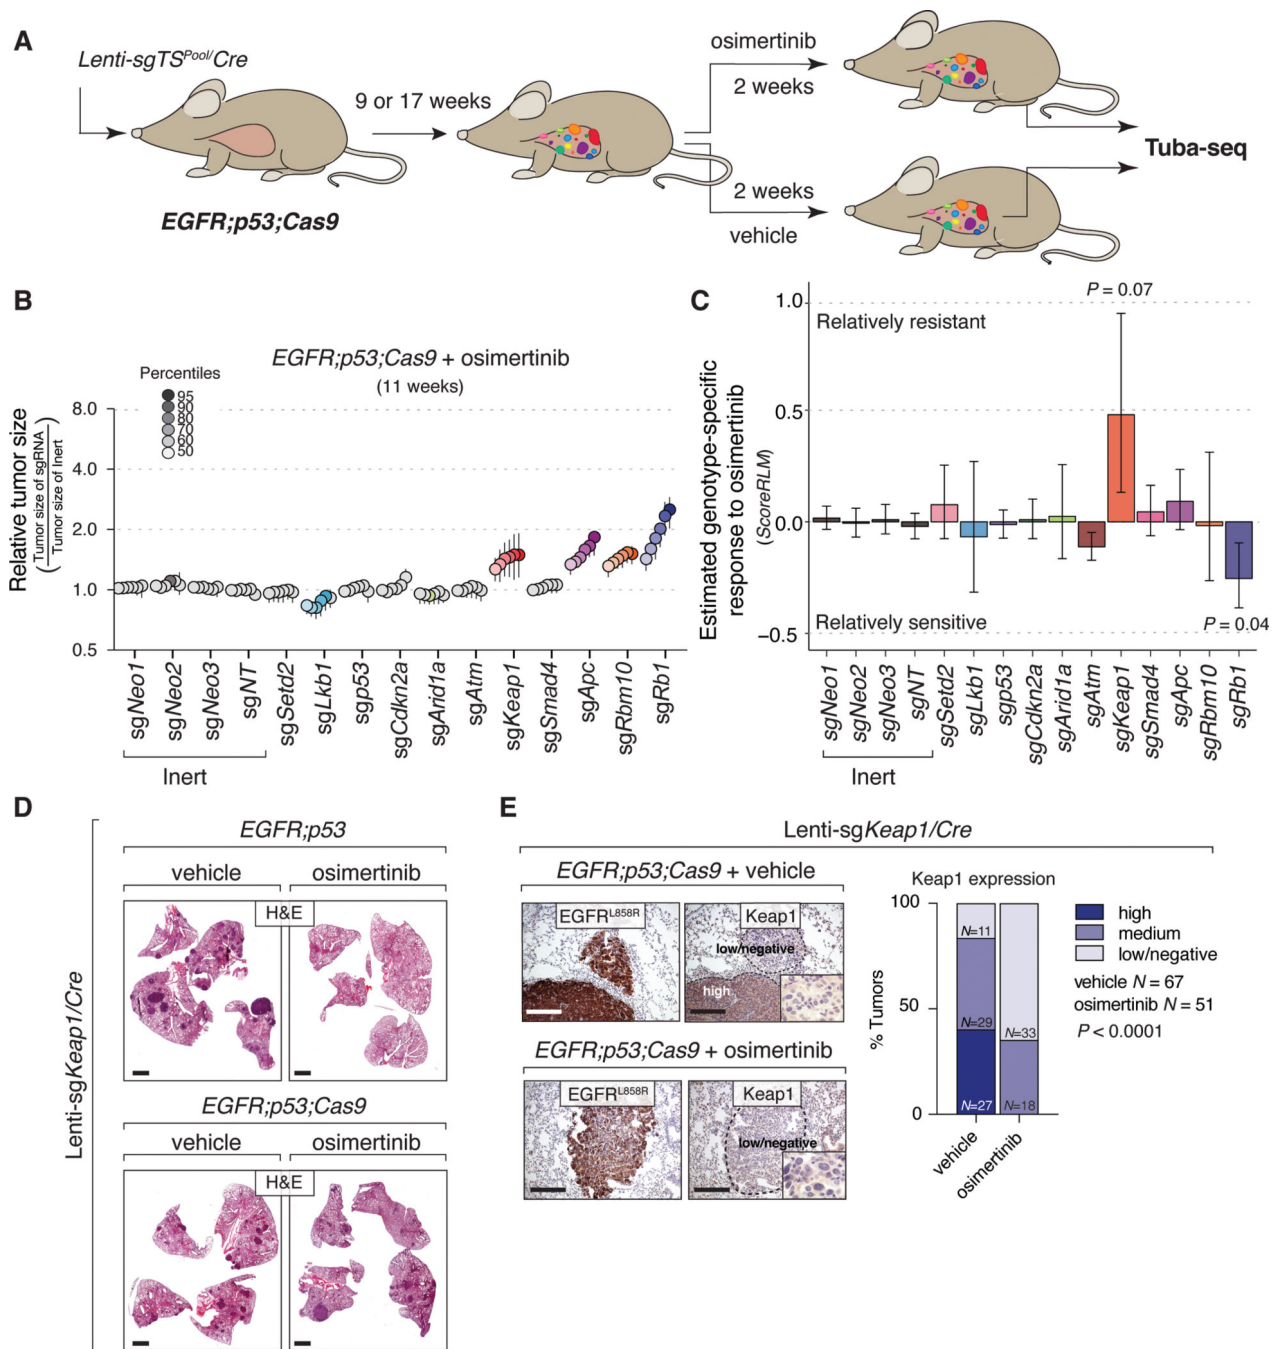 A
Lenti-sgTSPool/Cre
9 or 17 weeks
osimertinib
2 weeks
2 weeks
vehicle
Tuba-seq
EGFR;p53;Cas9
B
EGFR;p53;Cas9 + osimertinib
(11 weeks)
Percentiles
95
90
80
70
60
50
Relative tumor size
(Tumor size of sgRNA
Tumor size of Inert)
8.0
4.0
2.0
1.0
0.5
sgNeo1
sgNeo2
sgNeo3
sgNT
sgSetd2
sgLkb1
sgp53
sgCdkn2a
sgArid1a
sgAtm
sgKeap1
sgSmad4
sgApc
sgRbm10
sgRb1
Inert
C
Estimated genotype-specific
response to osimertinib
(ScoreRLM)
1.0
0.5
0.0
−0.5
P = 0.07
Relatively resistant
Relatively sensitive
P = 0.04
sgNeo1
sgNeo2
sgNeo3
sgNT
sgSetd2
sgLkb1
sgp53
sgCdkn2a
sgArid1a
sgAtm
sgKeap1
sgSmad4
sgApc
sgRbm10
sgRb1
Inert
D
Lenti-sgKeap1/Cre
EGFR;p53
vehicle
osimertinib
H&E
EGFR;p53;Cas9
vehicle
osimertinib
H&E
E
Lenti-sgKeap1/Cre
EGFR;p53;Cas9 + vehicle
EGFRL858R
Keap1
low/negative
high
EGFR;p53;Cas9 + osimertinib
EGFRL858R
Keap1
low/negative
Keap1 expression
% Tumors
100
50
0
N=11
N=29
N=27
N=33
N=18
vehicle
osimertinib
high
medium
low/negative
vehicle N = 67
osimertinib N = 51
P < 0.0001